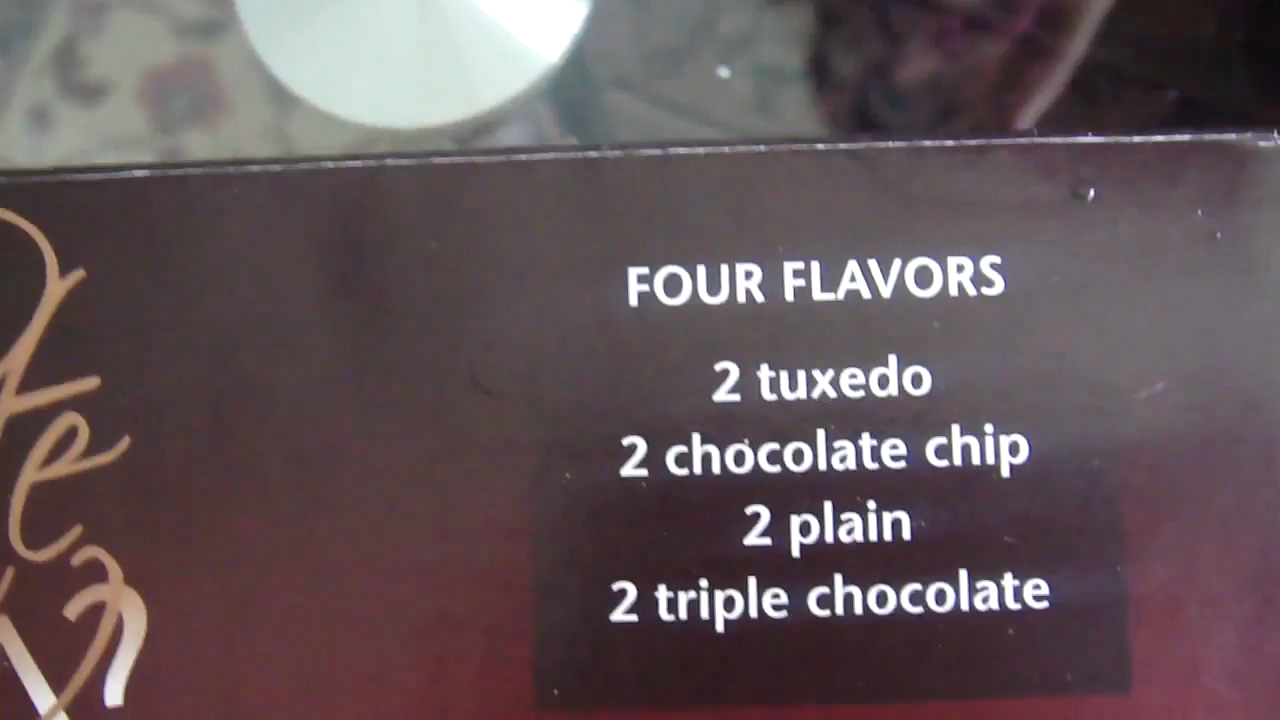 FOUR FLAVORS
2 tuxedo
2 chocolate chip
2 plain
2 triple chocolate